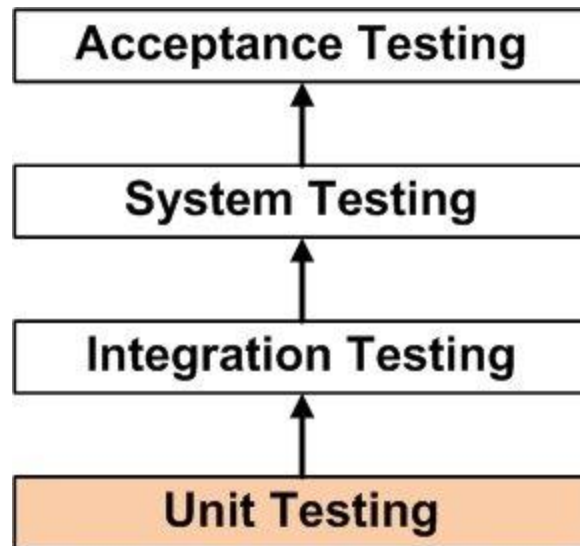 Acceptance Testing
System Testing
Integration Testing
Unit Testing